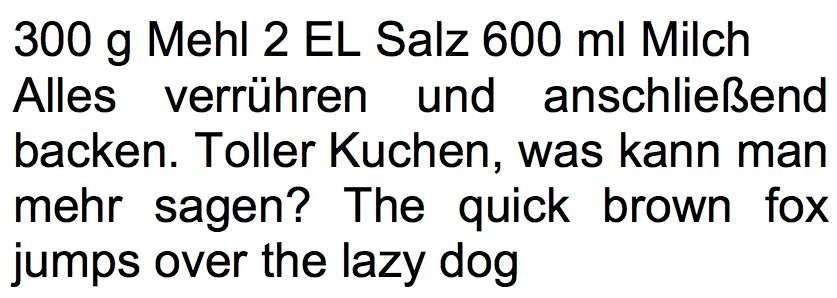 300 g Mehl 2 EL Salz 600 ml Milch
Alles verrühren und anschließend
backen. Toller Kuchen, was kann man
mehr sagen? The quick brown fox
jumps over the lazy dog